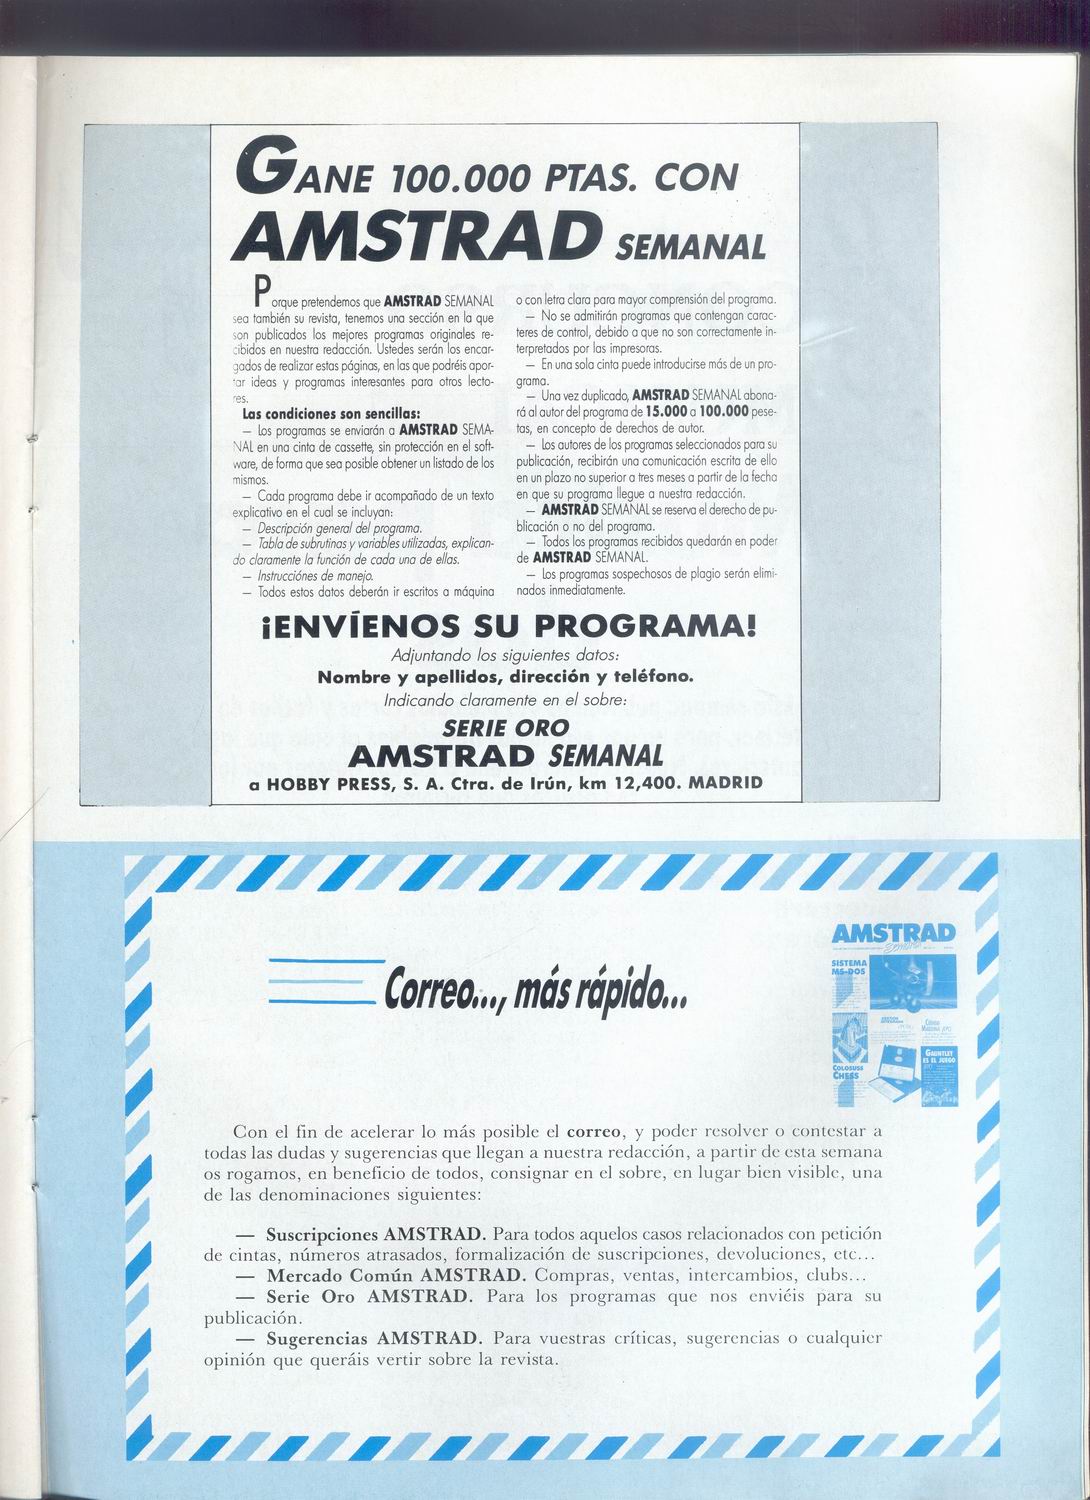 GANE 100.000 PTAS. CON
AMSTRAD SEMANAL
Porque pretendemos que AMSTRAD SEMANAL
sea también su revista, tenemos una sección en la que
son publicados los mejores programas originales re-
cibidos en nuestra redacción. Ustedes serán los encar-
gados de realizar estas páginas, en las que podréis apor-
tar ideas y programas interesantes para otros lecto-
res.
Las condiciones son sencillas:
— Los programas se enviarán a AMSTRAD SEMA-
NAL en una cinta de cassette, sin protección en el soft-
ware, de forma que sea posible obtener un listado de los
mismos.
— Cada programa debe ir acompañado de un texto
explicativo en el cual se incluyan:
— Descripción general del programa.
— Tabla de subrutinas y variables utilizadas, explican-
do claramente la función de cada una de ellas.
— Instrucciónes de manejo.
— Todos estos datos deberán ir escritos a máquina
o con letra clara para mayor comprensión del programa.
— No se admitirán programas que contengan carac-
teres de control, debido a que no son correctamente in-
terpretados por las impresoras.
— En una sola cinta puede introducirse más de un pro-
grama.
— Una vez duplicado, AMSTRAD SEMANAL abona-
rá al autor del programa de 15.000 a 100.000 pese-
tas, en concepto de derechos de autor.
— Los autores de los programas seleccionados para su
publicación, recibirán una comunicación escrita de ello
en un plazo no superior a tres meses a partir de la fecha
en que su programa llegue a nuestra redacción.
— AMSTRAD SEMANAL se reserva el derecho de pu-
blicación o no del programa.
— Todos los programas recibidos quedarán en poder
de AMSTRAD SEMANAL.
— Los programas sospechosos de plagio serán elimi-
nados inmediatamente.
¡ENVÍENOS SU PROGRAMA!
Adjuntando los siguientes datos:
Nombre y apellidos, dirección y teléfono.
Indicando claramente en el sobre:
SERIE ORO
AMSTRAD SEMANAL
a HOBBY PRESS, S. A. Ctra. de Irún, km 12,400. MADRID
AMSTRAD
Semanal
SISTEMA
MS-DOS
COLOSUSS
CHESS
GAUNTLET
ES EL JUEGO
Correo..., más rápido...
Con el fin de acelerar lo más posible el correo, y poder resolver o contestar a
todas las dudas y sugerencias que llegan a nuestra redacción, a partir de esta semana
os rogamos, en beneficio de todos, consignar en el sobre, en lugar bien visible, una
de las denominaciones siguientes:
— Suscripciones AMSTRAD. Para todos aquelos casos relacionados con petición
de cintas, números atrasados, formalización de suscripciones, devoluciones, etc...
— Mercado Común AMSTRAD. Compras, ventas, intercambios, clubs...
— Serie Oro AMSTRAD. Para los programas que nos enviéis para su
publicación.
— Sugerencias AMSTRAD. Para vuestras críticas, sugerencias o cualquier
opinión que queráis vertir sobre la revista.